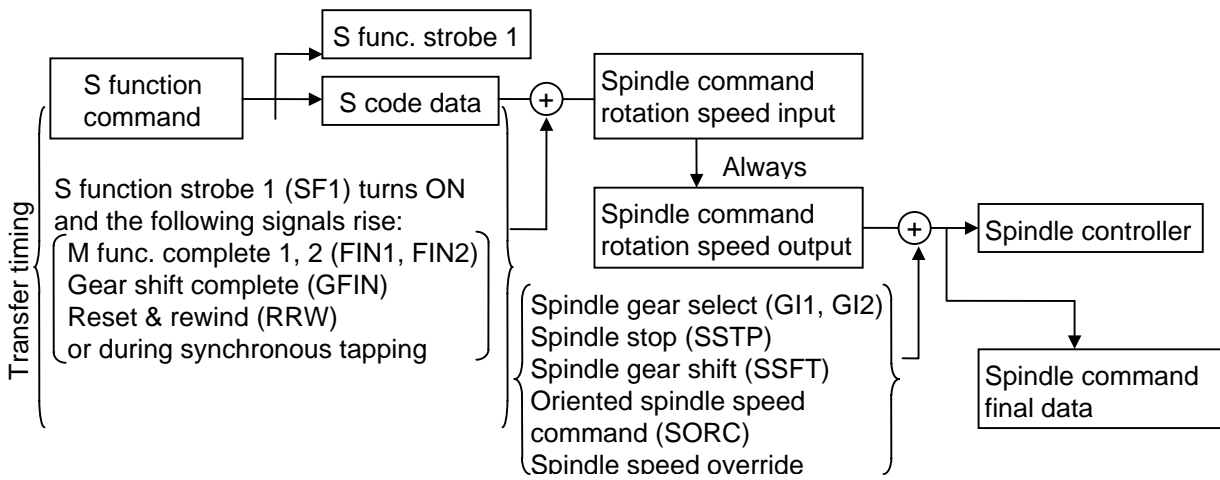 S func. strobe 1
S function
command
S code data
+
Spindle command
rotation speed input
Always
Transfer timing
S function strobe 1 (SF1) turns ON
and the following signals rise:
M func. complete 1, 2 (FIN1, FIN2)
Gear shift complete (GFIN)
Reset & rewind (RRW)
or during synchronous tapping
Spindle command
rotation speed output
+
Spindle controller
Spindle gear select (GI1, GI2)
Spindle stop (SSTP)
Spindle gear shift (SSFT)
Oriented spindle speed
command (SORC)
Spindle speed override
Spindle command
final data